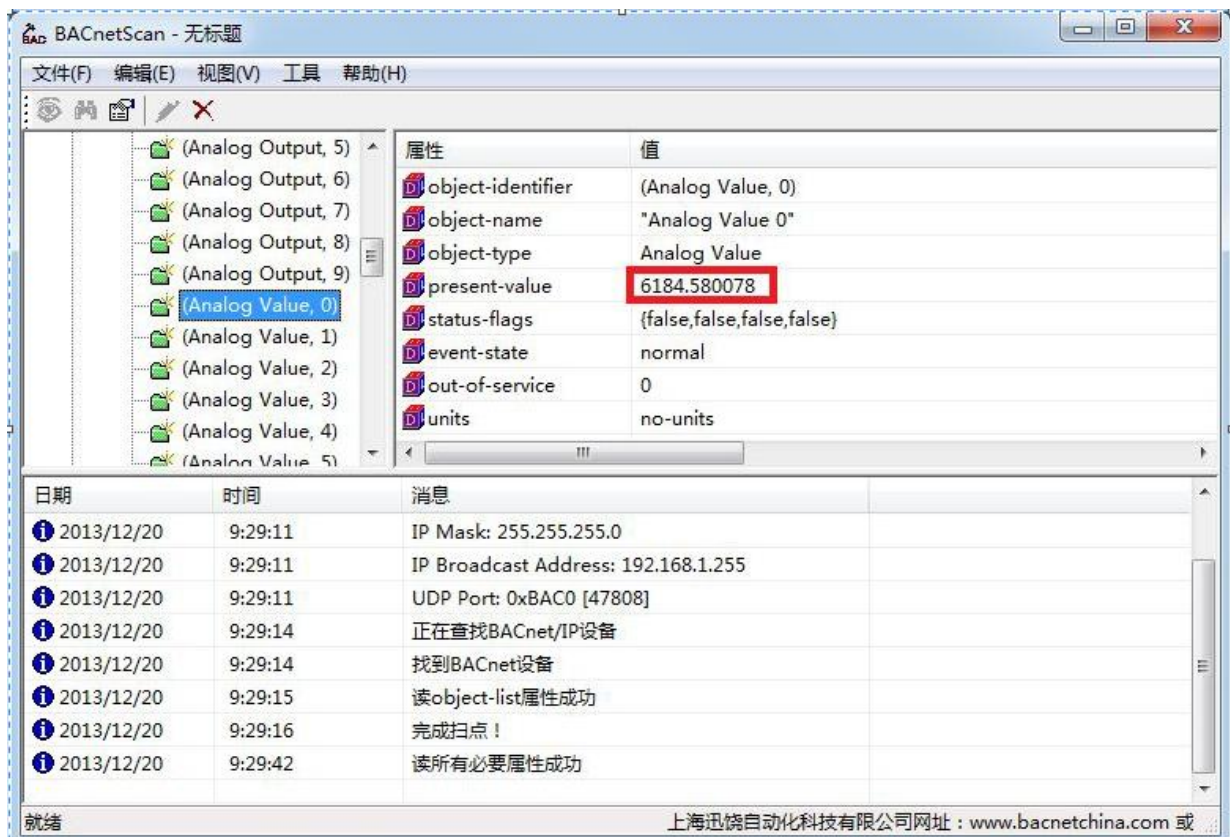 BACnetScan - 无标题
文件(F) 编辑(E) 视图(V) 工具 帮助(H)
(Analog Output, 5)
(Analog Output, 6)
(Analog Output, 7)
(Analog Output, 8)
(Analog Output, 9)
(Analog Value, 0)
(Analog Value, 1)
(Analog Value, 2)
(Analog Value, 3)
(Analog Value, 4)
(Analog Value, 5)
属性 值
object-identifier (Analog Value, 0)
object-name "Analog Value 0"
object-type Analog Value
present-value 6184.580078
status-flags {false,false,false,false}
event-state normal
out-of-service 0
units no-units
日期 时间 消息
2013/12/20 9:29:11 IP Mask: 255.255.255.0
2013/12/20 9:29:11 IP Broadcast Address: 192.168.1.255
2013/12/20 9:29:11 UDP Port: 0xBAC0 [47808]
2013/12/20 9:29:14 正在查找BACnet/IP设备
2013/12/20 9:29:14 找到BACnet设备
2013/12/20 9:29:15 读object-list属性成功
2013/12/20 9:29:16 完成扫点！
2013/12/20 9:29:42 读所有必要属性成功
就绪 上海迅饶自动化科技有限公司网址：www.bacnetchina.com 或